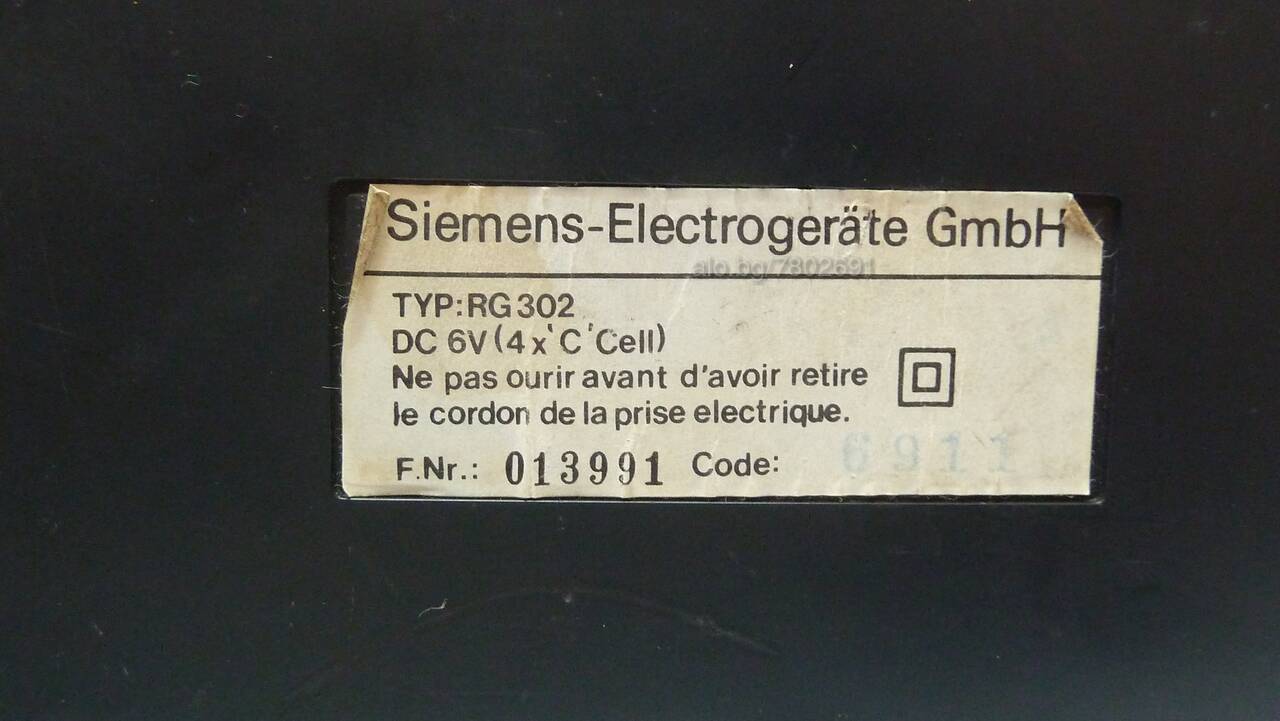 Siemens-Electrogeräte GmbH
alo.bg/7802691
TYP:RG302
DC 6V (4x'C'Cell)
Ne pas ourir avant d'avoir retire
le cordon de la prise electrique.
F.Nr.: 013991 Code: 6911